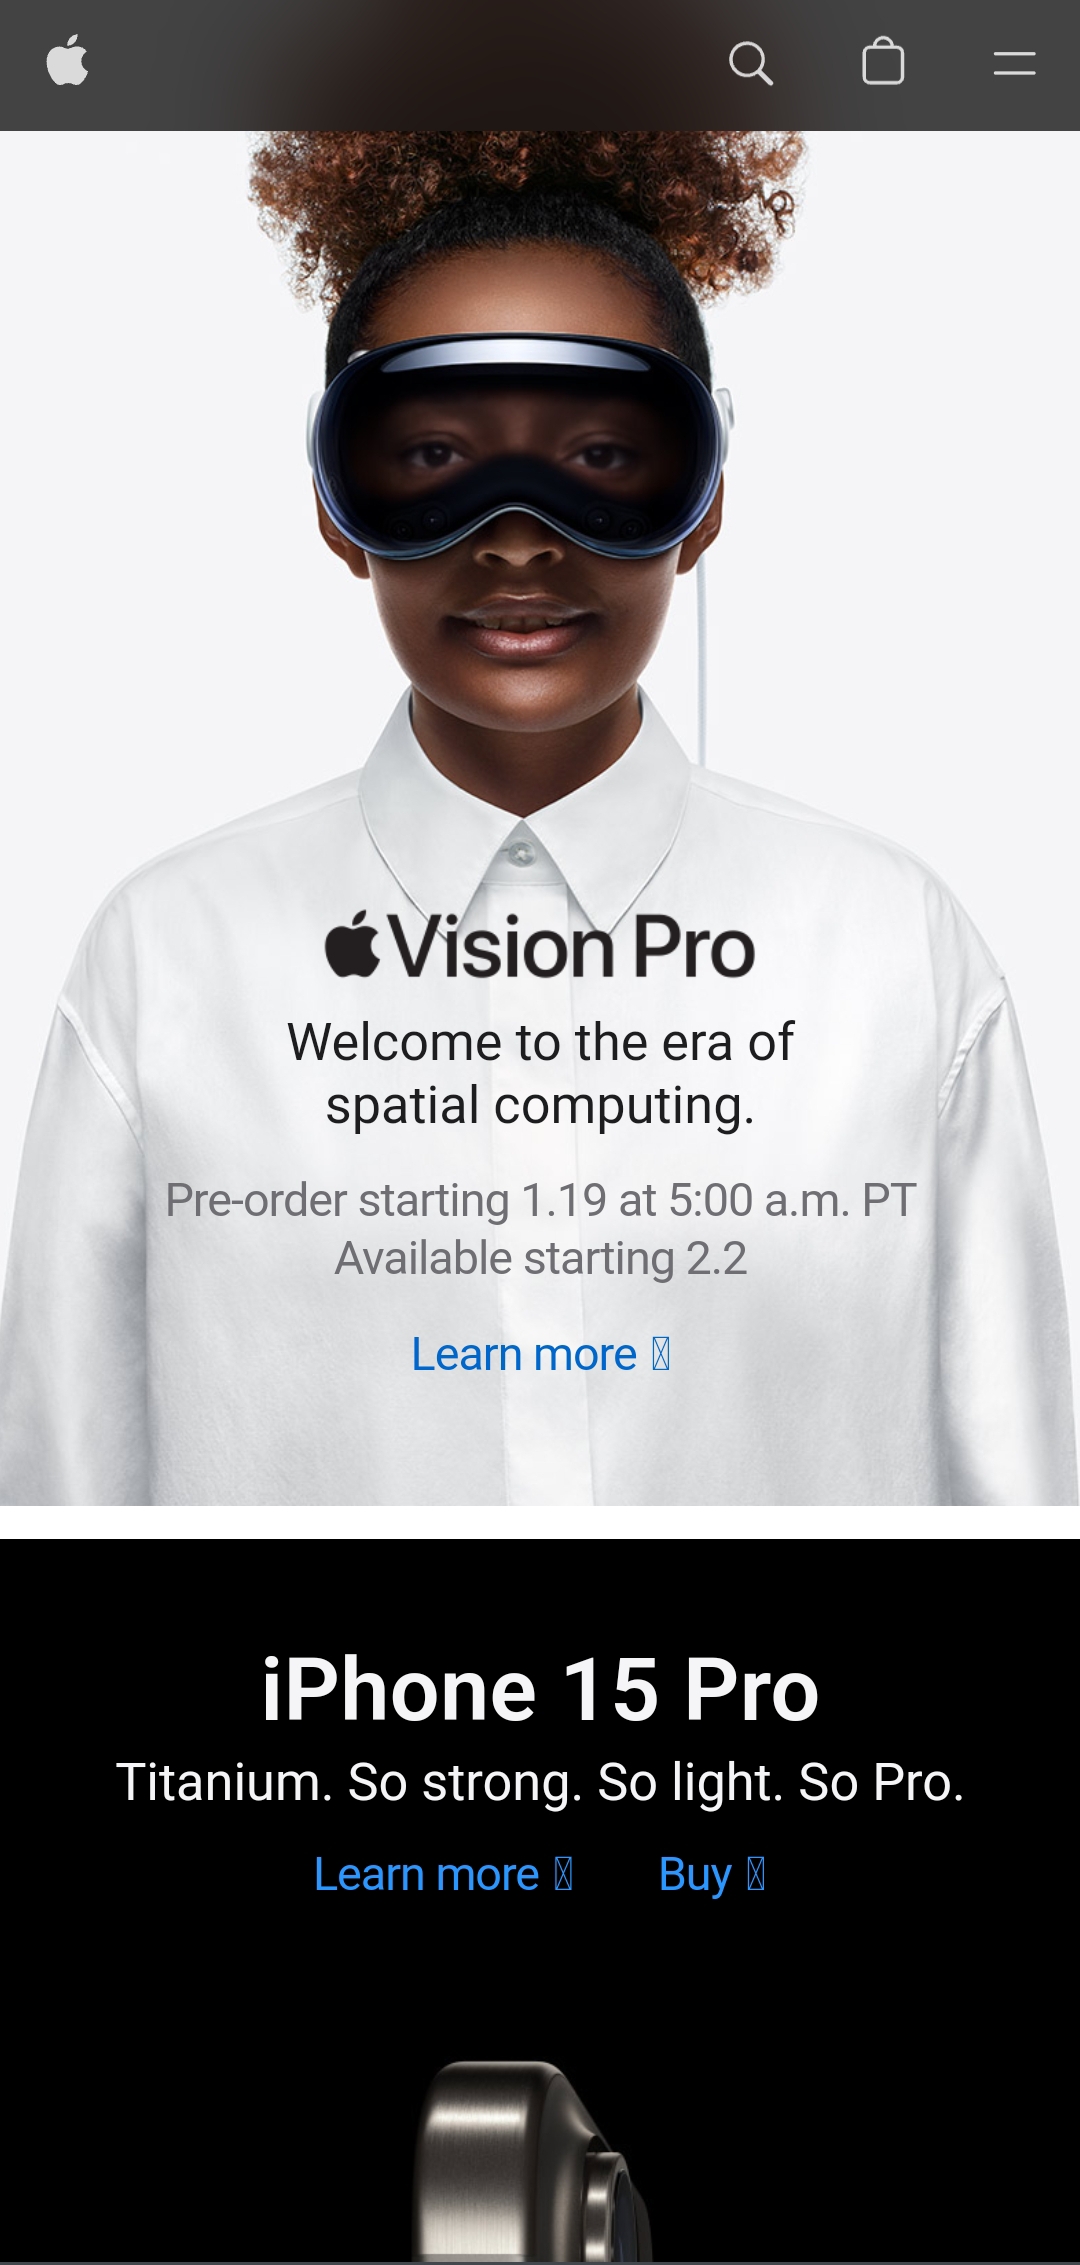 Vision Pro
Welcome to the era of
spatial computing.
Pre-order starting 1.19 at 5:00 a.m. PT
Available starting 2.2
Learn more
iPhone 15 Pro
Titanium. So strong. So light. So Pro.
Learn more Buy